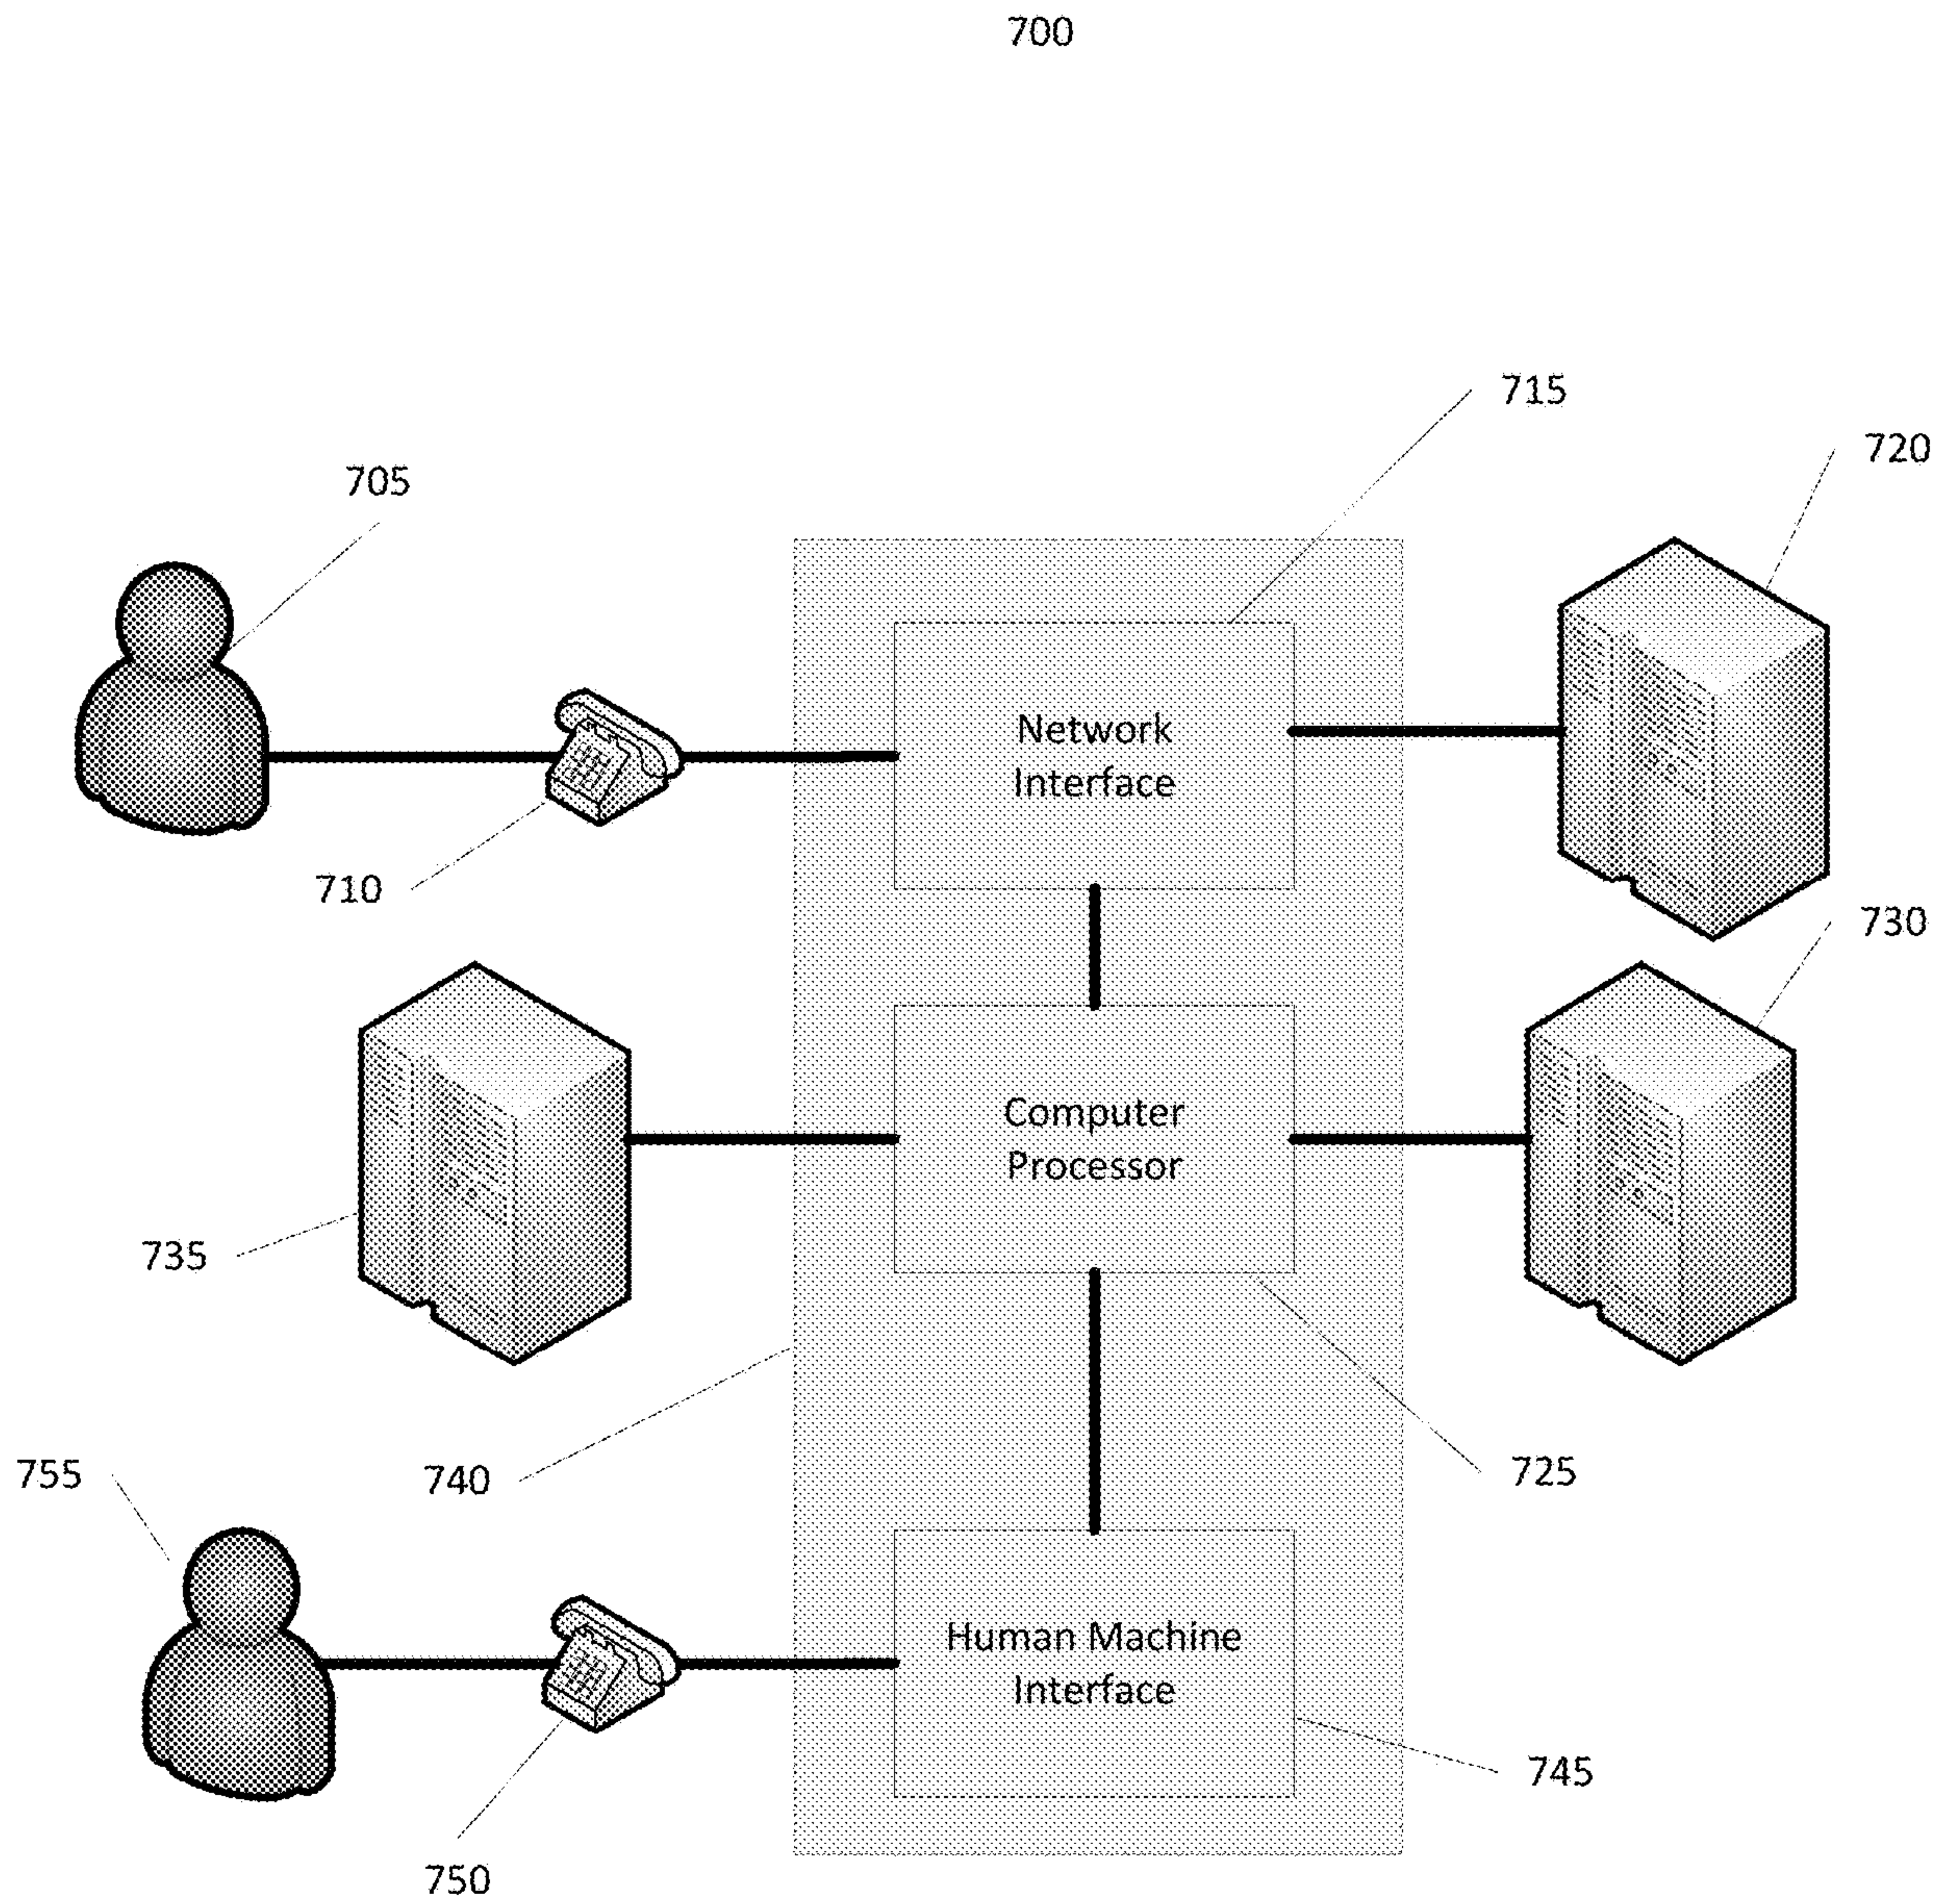 700
715
720
705
Network
Interface
710
730
Computer
Processor
735
740
755
725
Human Machine
Interface
745
750